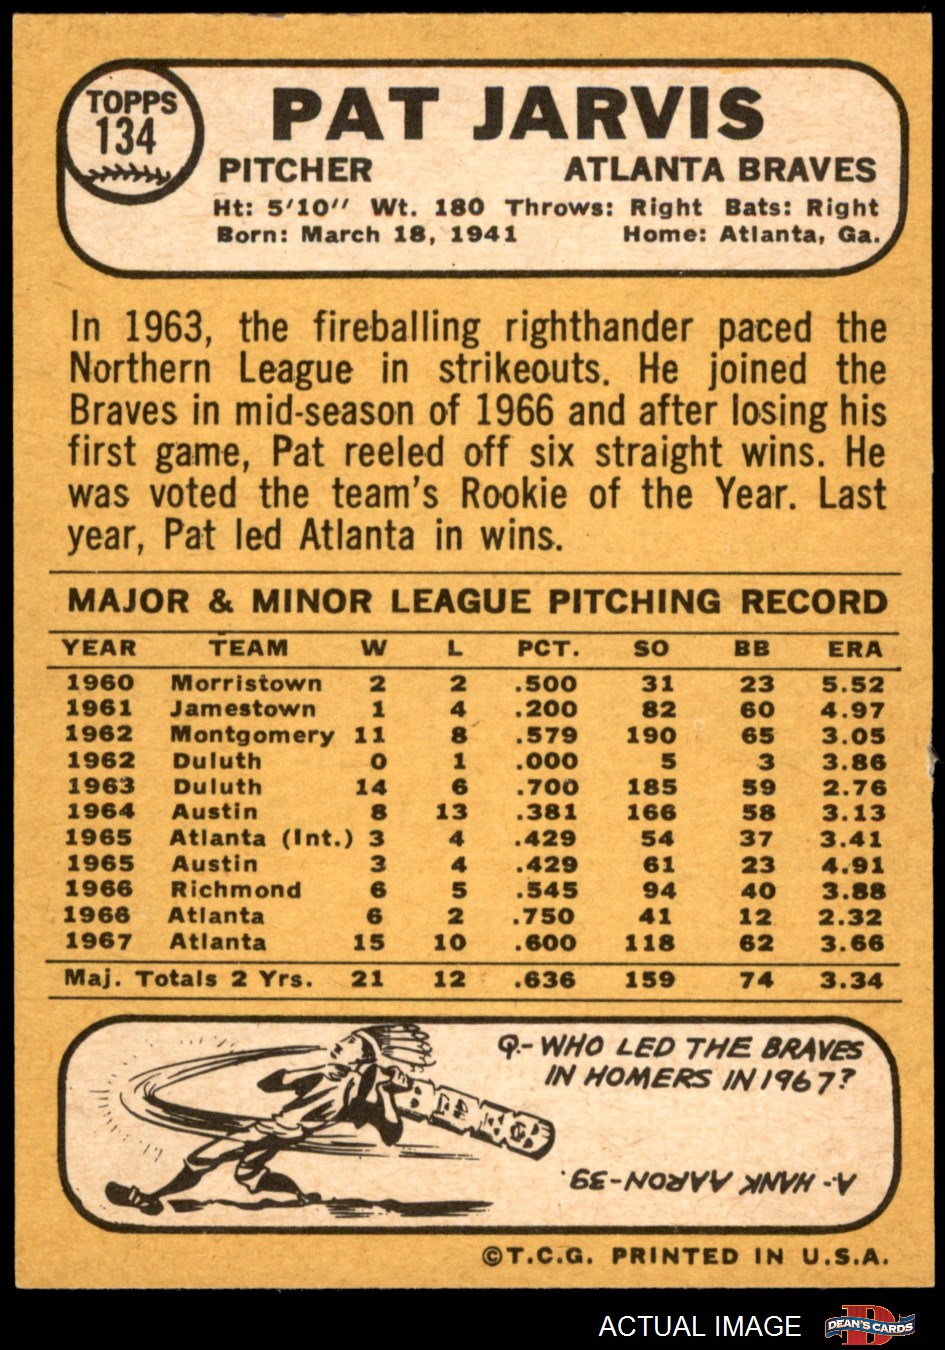 TOPPS
134
PAT JARVIS
PITCHER ATLANTA BRAVES
Ht: 5'10" Wt. 180 Throws: Right Bats: Right
Born: March 18, 1941 Home: Atlanta, Ga.
In 1963, the fireballing righthander paced the
Northern League in strikeouts. He joined the
Braves in mid-season of 1966 and after losing his
first game, Pat reeled off six straight wins. He
was voted the team's Rookie of the Year. Last
year, Pat led Atlanta in wins.
MAJOR & MINOR LEAGUE PITCHING RECORD
YEAR TEAM W L PCT. SO BB ERA
1960 Morristown 2 2 .500 31 23 5.52
1961 Jamestown 1 4 .200 82 60 4.97
1962 Montgomery 11 8 .579 190 65 3.05
1962 Duluth 0 1 .000 5 3 3.86
1963 Duluth 14 6 .700 185 59 2.76
1964 Austin 8 13 .381 166 58 3.13
1965 Atlanta (Int.) 3 4 .429 54 37 3.41
1965 Austin 3 4 .429 61 23 4.91
1966 Richmond 6 5 .545 94 40 3.88
1966 Atlanta 6 2 .750 41 12 2.32
1967 Atlanta 15 10 .600 118 62 3.66
Maj. Totals 2 Yrs. 21 12 .636 159 74 3.34
Q.- WHO LED THE BRAVES
IN HOMERS IN 1967?
A- HANK AARON-39.
©T.C.G. PRINTED IN U.S.A.
ACTUAL IMAGE
D
DEAN'S CARDS